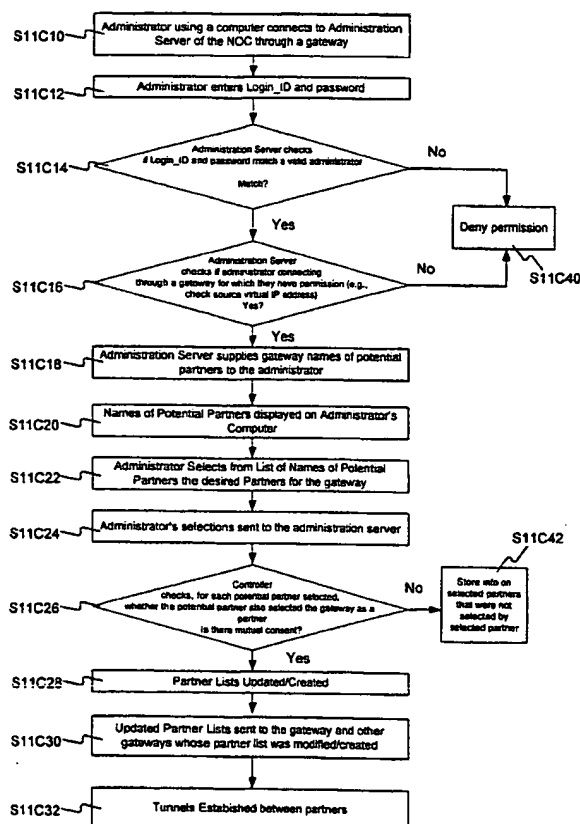 S11C10
Administrator using a computer connects to Administration
Server of the NOC through a gateway
S11C12
Administrator enters Login_ID and password
S11C14
Administration Server checks
if Login_ID and password match a valid administrator
Match?
No
Yes
Deny permission
S11C40
S11C16
Administration Server
checks if administrator connecting
through a gateway for which they have permission (e.g.,
check source virtual IP address)
Yes?
No
Yes
S11C18
Administration Server supplies gateway names of potential
partners to the administrator
S11C20
Names of Potential Partners displayed on Administrator's
Computer
S11C22
Administrator Selects from List of Names of Potential
Partners the desired Partners for the gateway
S11C24
Administrator's selections sent to the administration server
S11C42
S11C26
Controller
checks, for each potential partner selected,
whether the potential partner also selected the gateway as a
partner
Is there mutual consent?
No
Store info on
selected partners
that were not
selected by
selected partner
Yes
S11C28
Partner Lists Updated/Created
S11C30
Updated Partner Lists sent to the gateway and other
gateways whose partner list was modified/created
S11C32
Tunnels Estabished between partners